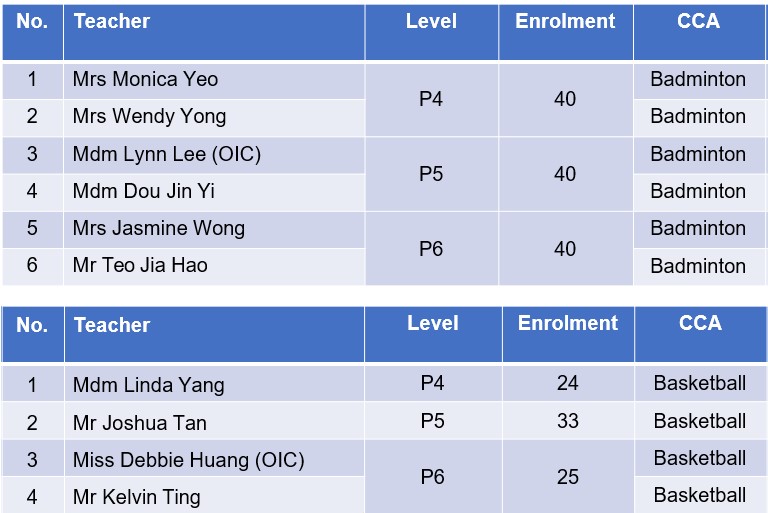 No. Teacher Level Enrolment CCA
1 Mrs Monica Yeo P4 40 Badminton
2 Mrs Wendy Yong Badminton
3 Mdm Lynn Lee (OIC) P5 40 Badminton
4 Mdm Dou Jin Yi Badminton
5 Mrs Jasmine Wong P6 40 Badminton
6 Mr Teo Jia Hao Badminton
No. Teacher Level Enrolment CCA
1 Mdm Linda Yang P4 24 Basketball
2 Mr Joshua Tan P5 33 Basketball
3 Miss Debbie Huang (OIC) P6 25 Basketball
4 Mr Kelvin Ting Basketball